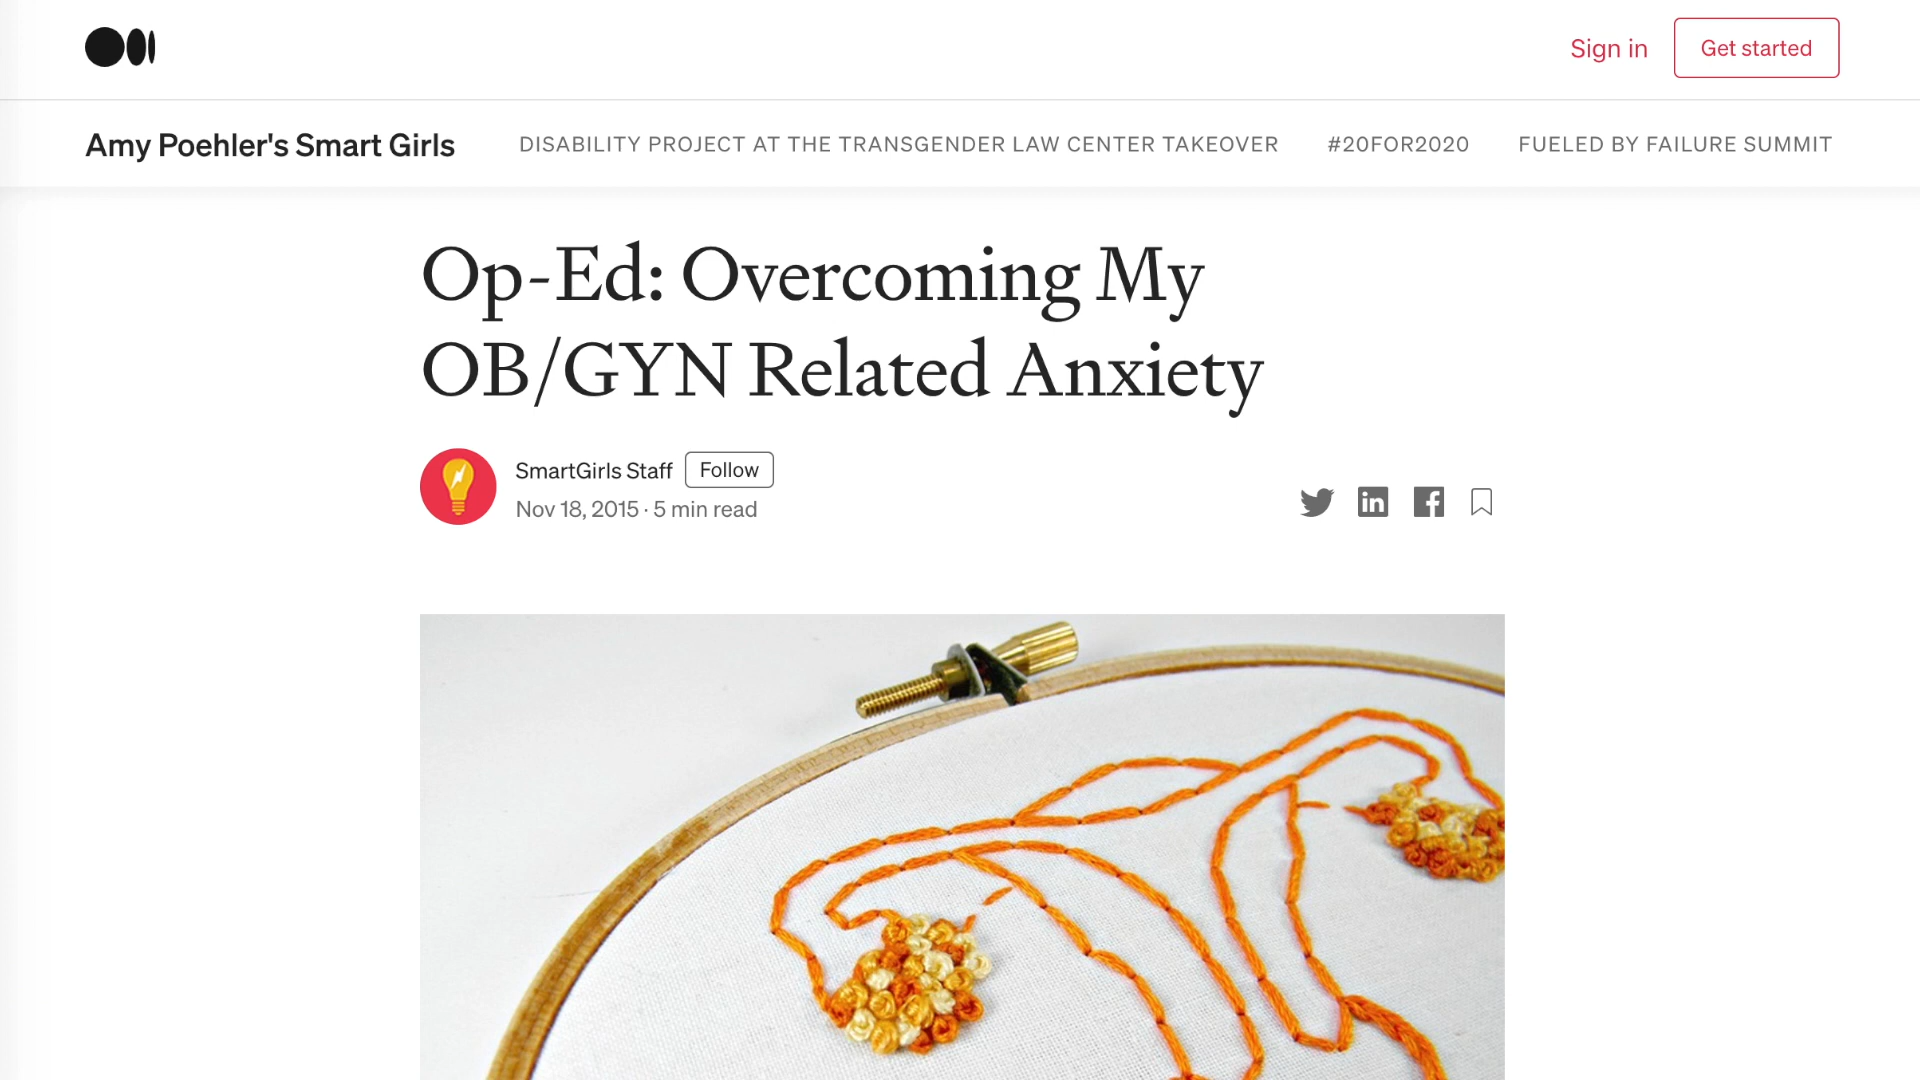 Sign in
Get started
Amy Poehler's Smart Girls
DISABILITY PROJECT AT THE TRANSGENDER LAW CENTER TAKEOVER
#20FOR2020
FUELED BY FAILURE SUMMIT
Op-Ed: Overcoming My
OB/GYN Related Anxiety
SmartGirls Staff
Follow
Nov 18, 2015 · 5 min read